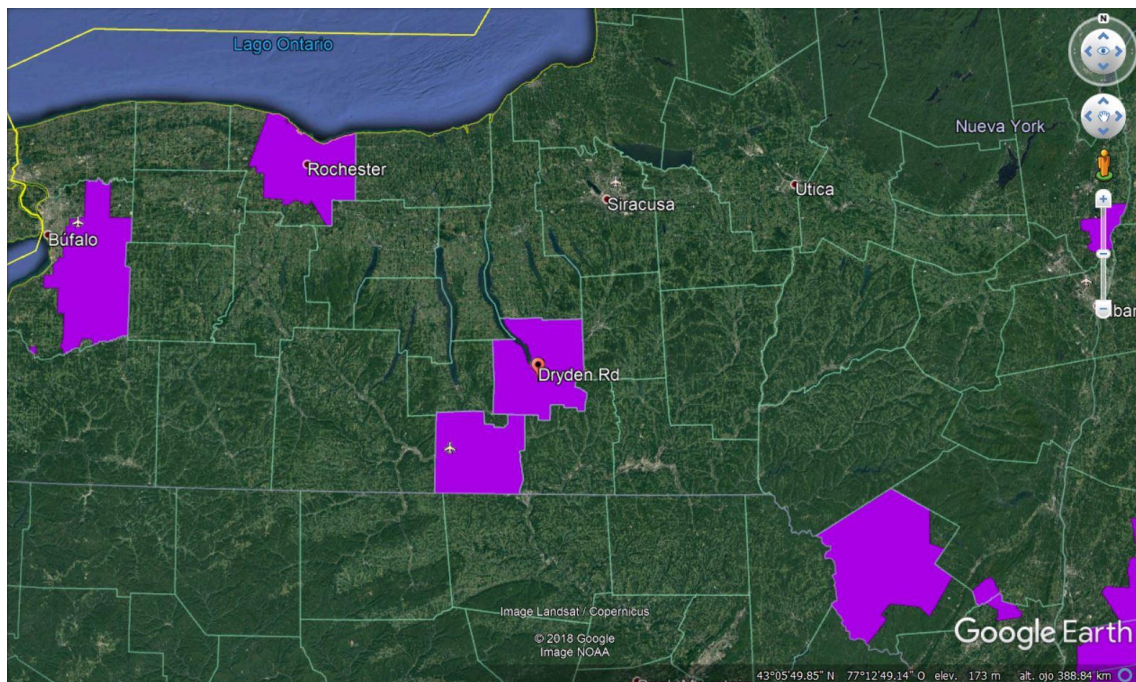 N
Lago Ontario
Nueva York
Rochester
Utica
Siracusa
Búfalo
Dryden Rd
Image Landsat / Copernicus
© 2018 Google
Image NOAA
Google Earth
43°05'49.85" N 77°12'49.14" O elev. 173 m alt. ojo 388.84 km